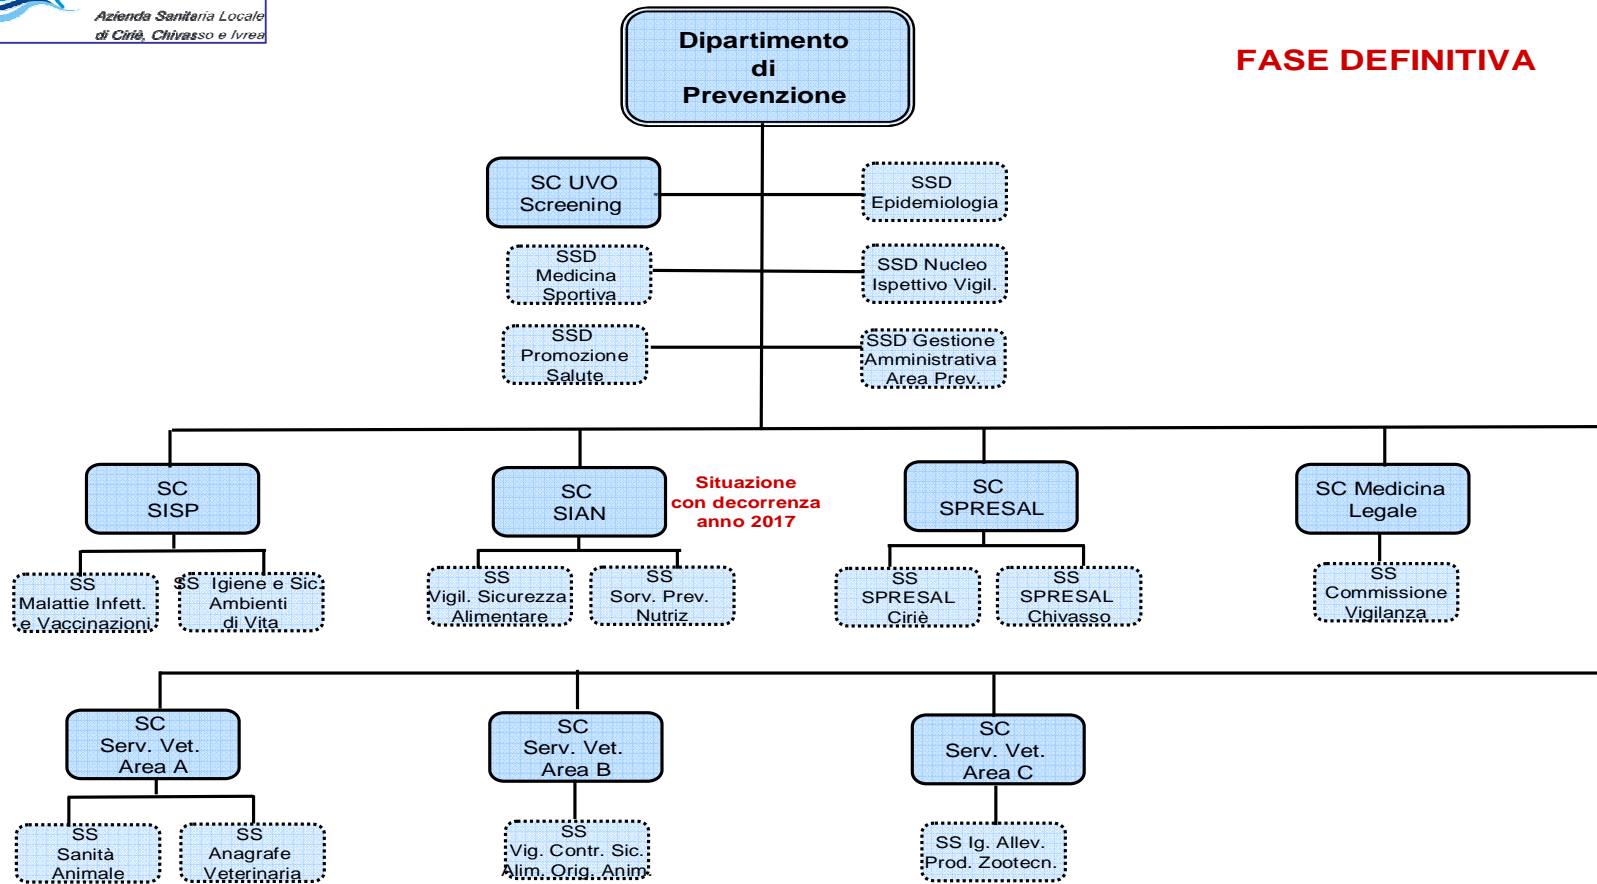 Azienda Sanitaria Locale
di Ciriè, Chivasso e Ivrea
Dipartimento
di
Prevenzione
FASE DEFINITIVA
SC UVO
Screening
SSD
Epidemiologia
SSD
Medicina
Sportiva
SSD Nucleo
Ispettivo Vigil.
SSD
Promozione
Salute
SSD Gestione
Amministrativa
Area Prev.
SC
SISP
SC
SIAN
Situazione
con decorrenza
anno 2017
SC
SPRESAL
SC Medicina
Legale
SS
Malattie Infett.
e Vaccinazioni
SS Igiene e Sic.
Ambienti
di Vita
SS
Vigil. Sicurezza
Alimentare
SS
Sorv. Prev.
Nutriz
SS
SPRESAL
Ciriè
SS
SPRESAL
Chivasso
SS
Commissione
Vigilanza
SC
Serv. Vet.
Area A
SC
Serv. Vet.
Area B
SC
Serv. Vet.
Area C
SS
Sanità
Animale
SS
Anagrafe
Veterinaria
SS
Vig. Contr. Sic.
Alim. Orig. Anim.
SS Ig. Allev.
Prod. Zootecn.